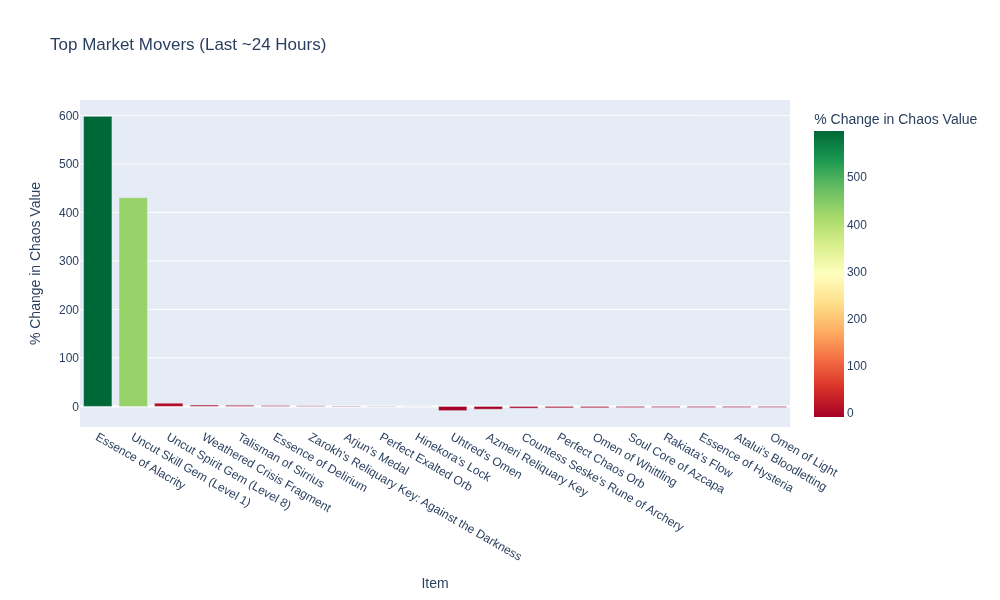 Top Market Movers (Last ~24 Hours)
% Change in Chaos Value
600
500
400
300
200
100
0
% Change in Chaos Value
500
400
300
200
100
0
Essence of Alacrity
Uncut Skill Gem (Level 1)
Uncut Spirit Gem (Level 8)
Weathered Crisis Fragment
Talisman of Sirrius
Essence of Delirium
Zarokh's Reliquary Key: Against the Darkness
Arjun's Medal
Perfect Exalted Orb
Hinekora's Lock
Uhtred's Omen
Azmeri Reliquary Key
Countess Seske's Rune of Archery
Perfect Chaos Orb
Omen of Whittling
Soul Core of Azcapa
Rakiata's Flow
Essence of Hysteria
Atalui's Bloodletting
Omen of Light
Item